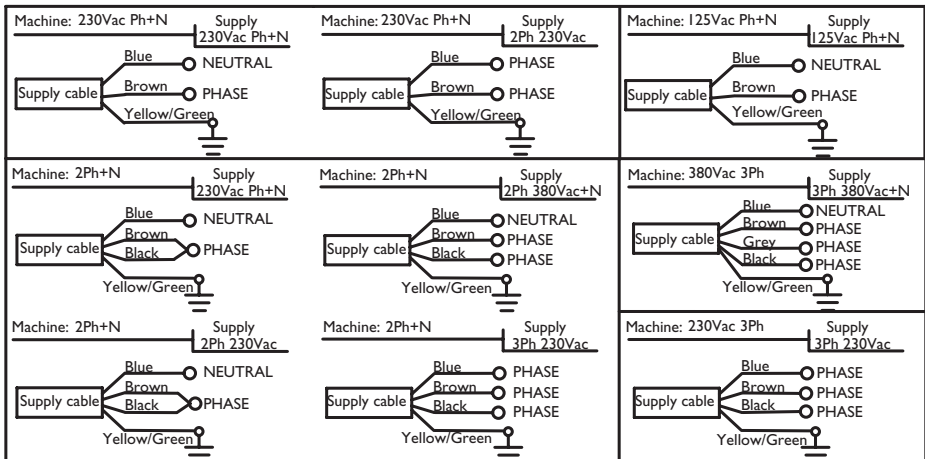 Machine: 230Vac Ph+N
Supply
230Vac Ph+N
Blue
NEUTRAL
Brown
PHASE
Supply cable
Yellow/Green
Machine: 230Vac Ph+N
Supply
2Ph 230Vac
Blue
PHASE
Brown
PHASE
Supply cable
Yellow/Green
Machine: 125Vac Ph+N
Supply
125Vac Ph+N
Blue
NEUTRAL
Brown
PHASE
Supply cable
Yellow/Green
Machine: 2Ph+N
Supply
230Vac Ph+N
Blue
NEUTRAL
Brown
PHASE
Supply cable
Black
Yellow/Green
Machine: 2Ph+N
Supply
2Ph 380Vac+N
Blue
NEUTRAL
Brown
PHASE
Supply cable
Black
PHASE
Yellow/Green
Machine: 380Vac 3Ph
Supply
3Ph 380Vac+N
Blue
NEUTRAL
Brown
PHASE
Supply cable
Grey
PHASE
Black
PHASE
Yellow/Green
Machine: 2Ph+N
Supply
2Ph 230Vac
Blue
NEUTRAL
Brown
PHASE
Supply cable
Black
Yellow/Green
Machine: 2Ph+N
Supply
3Ph 230Vac
Blue
PHASE
Brown
PHASE
Supply cable
Black
PHASE
Yellow/Green
Machine: 230Vac 3Ph
Supply
3Ph 230Vac
Blue
PHASE
Brown
PHASE
Supply cable
Black
PHASE
Yellow/Green